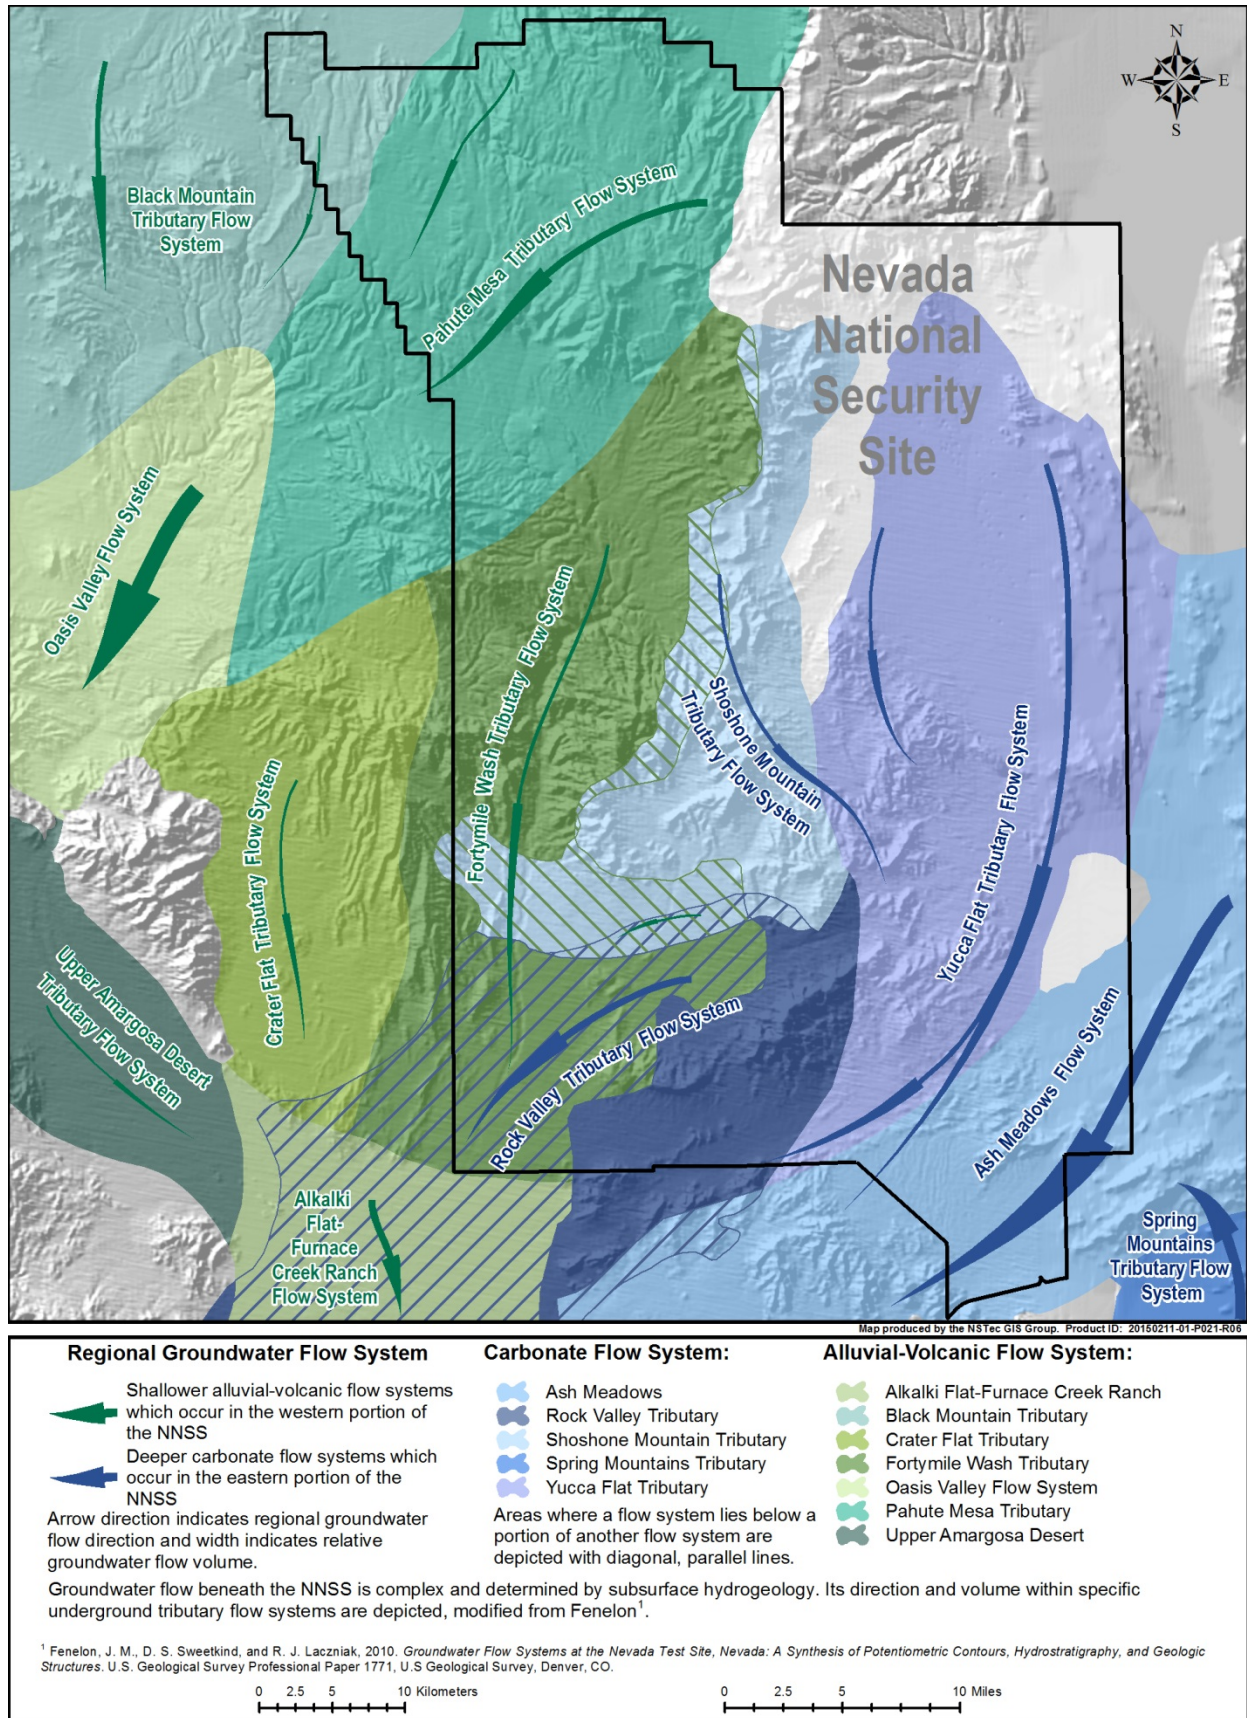 N
W E
S
Black Mountain
Tributary Flow
System
Pahute Mesa Tributary Flow System
Nevada
National
Security
Site
Oasis Valley Flow System
Fortymile Wash Tributary Flow System
Shoshone Mountain
Tributary Flow System
Crater Flat Tributary Flow System
Yucca Flat Tributary Flow System
Upper Amargosa Desert
Tributary Flow System
Rock Valley Tributary Flow System
Ash Meadows Flow System
Alkalki
Flat-
Furnace
Creek Ranch
Flow System
Spring
Mountains
Tributary Flow
System
Map produced by the NSTec GIS Group. Product ID: 20150211-01-P021-R06
Regional Groundwater Flow System
Shallower alluvial-volcanic flow systems
which occur in the western portion of
the NNSS
Deeper carbonate flow systems which
occur in the eastern portion of the
NNSS
Arrow direction indicates regional groundwater
flow direction and width indicates relative
groundwater flow volume.
Carbonate Flow System:
Ash Meadows
Rock Valley Tributary
Shoshone Mountain Tributary
Spring Mountains Tributary
Yucca Flat Tributary
Areas where a flow system lies below a
portion of another flow system are
depicted with diagonal, parallel lines.
Alluvial-Volcanic Flow System:
Alkalki Flat-Furnace Creek Ranch
Black Mountain Tributary
Crater Flat Tributary
Fortymile Wash Tributary
Oasis Valley Flow System
Pahute Mesa Tributary
Upper Amargosa Desert
Groundwater flow beneath the NNSS is complex and determined by subsurface hydrogeology. Its direction and volume within specific
underground tributary flow systems are depicted, modified from Fenelon¹.
¹ Fenelon, J. M., D. S. Sweetkind, and R. J. Laczniak, 2010. Groundwater Flow Systems at the Nevada Test Site, Nevada: A Synthesis of Potentiometric Contours, Hydrostratigraphy, and Geologic
Structures. U.S. Geological Survey Professional Paper 1771, U.S Geological Survey, Denver, CO.
0 2.5 5 10 Kilometers
0 2.5 5 10 Miles